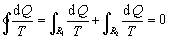 ∮ dQ/T = ∫_{R₁} dQ/T + ∫_{R₂} dQ/T = 0